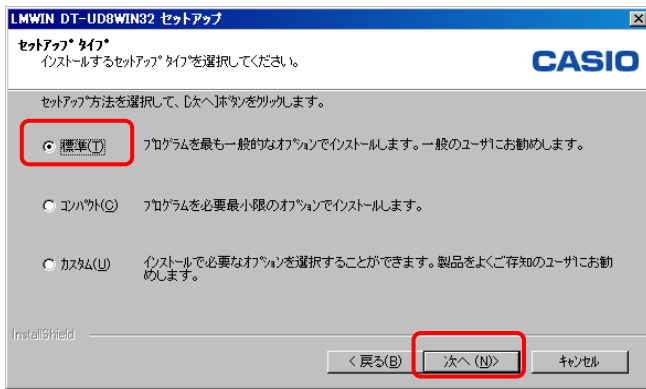 LMWIN DT-UD8WIN32 セットアップ
セットアップ タイプ
インストールするセットアップ タイプを選択してください。
CASIO
セットアップ方法を選択して、[次へ]ボタンをクリックします。
標準(T)
プログラムを最も一般的なオプションでインストールします。一般のユーザにお勧めします。
コンパクト(C)
プログラムを必要最小限のオプションでインストールします。
カスタム(U)
インストールで必要なオプションを選択することができます。製品をよくご存知のユーザにお勧
めします。
InstallShield
< 戻る(B)
次へ (N)>
キャンセル